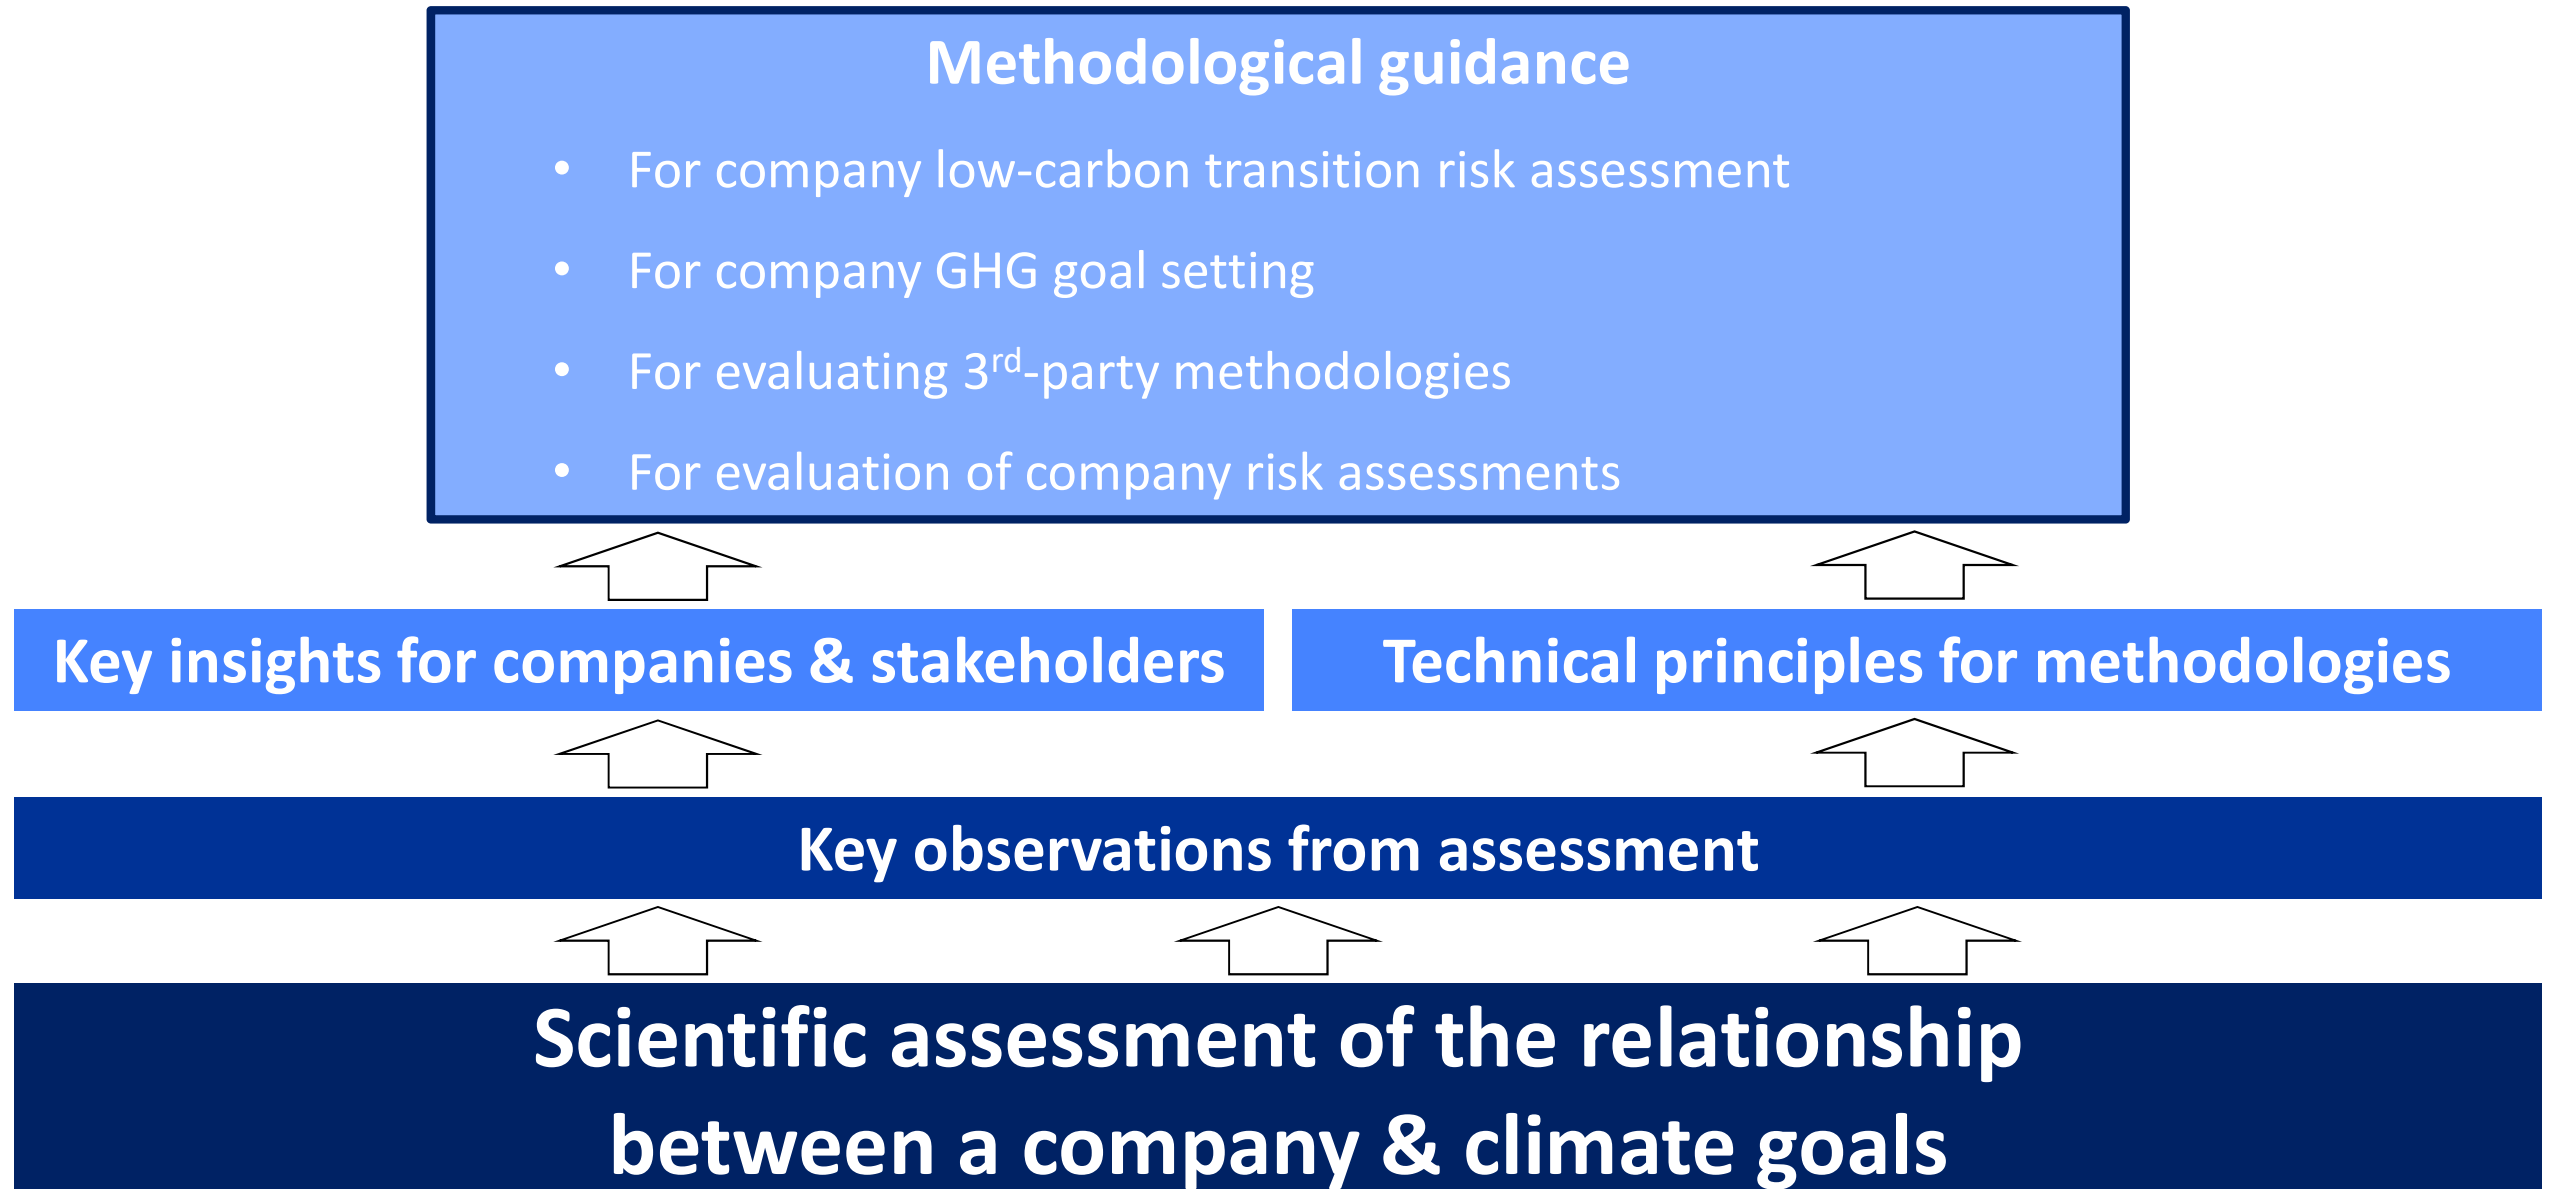 Methodological guidance
• For company low-carbon transition risk assessment
• For company GHG goal setting
• For evaluating 3rd-party methodologies
• For evaluation of company risk assessments
Key insights for companies & stakeholders
Technical principles for methodologies
Key observations from assessment
Scientific assessment of the relationship
between a company & climate goals